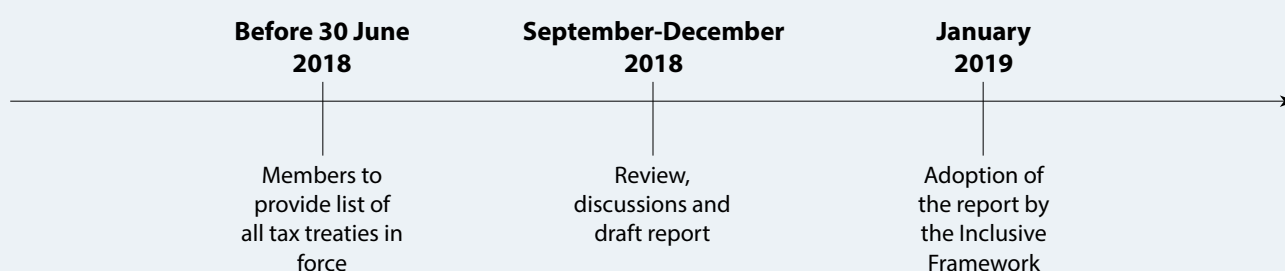 Before 30 June
2018
Members to
provide list of
all tax treaties in
force
September-December
2018
Review,
discussions and
draft report
January
2019
Adoption of
the report by
the Inclusive
Framework